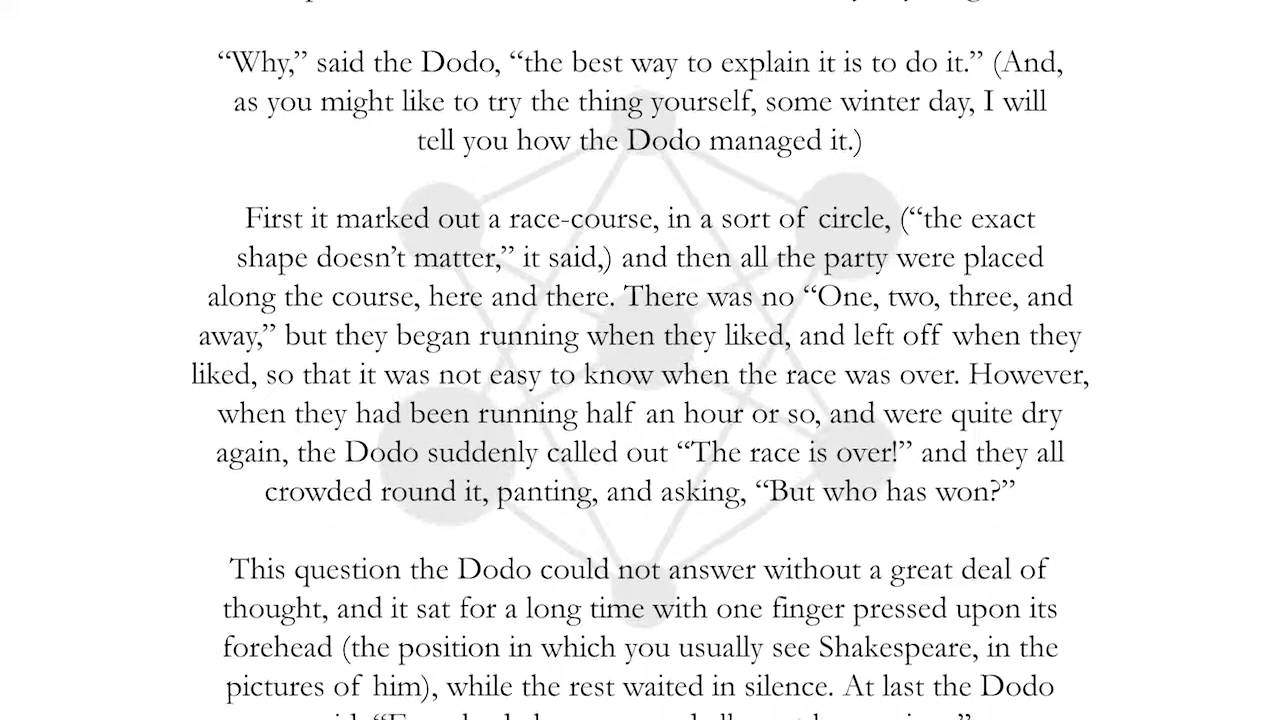 “Why,” said the Dodo, “the best way to explain it is to do it.” (And,
as you might like to try the thing yourself, some winter day, I will
tell you how the Dodo managed it.)
First it marked out a race-course, in a sort of circle, (“the exact
shape doesn’t matter,” it said,) and then all the party were placed
along the course, here and there. There was no “One, two, three, and
away,” but they began running when they liked, and left off when they
liked, so that it was not easy to know when the race was over. However,
when they had been running half an hour or so, and were quite dry
again, the Dodo suddenly called out “The race is over!” and they all
crowded round it, panting, and asking, “But who has won?”
This question the Dodo could not answer without a great deal of
thought, and it sat for a long time with one finger pressed upon its
forehead (the position in which you usually see Shakespeare, in the
pictures of him), while the rest waited in silence. At last the Dodo